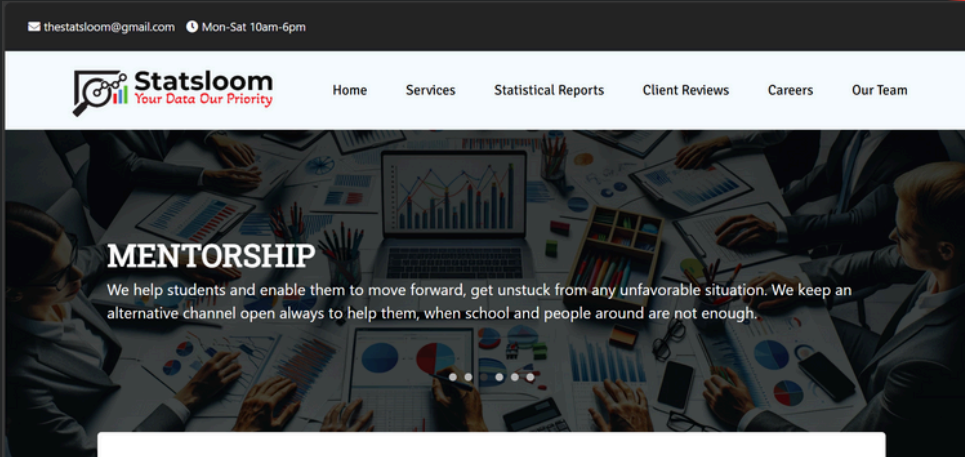 thestatsloom@gmail.com Mon-Sat 10am-6pm
Statsloom
Your Data Our Priority
Home Services Statistical Reports Client Reviews Careers Our Team
MENTORSHIP
We help students and enable them to move forward, get unstuck from any unfavorable situation. We keep an
alternative channel open always to help them, when school and people around are not enough.